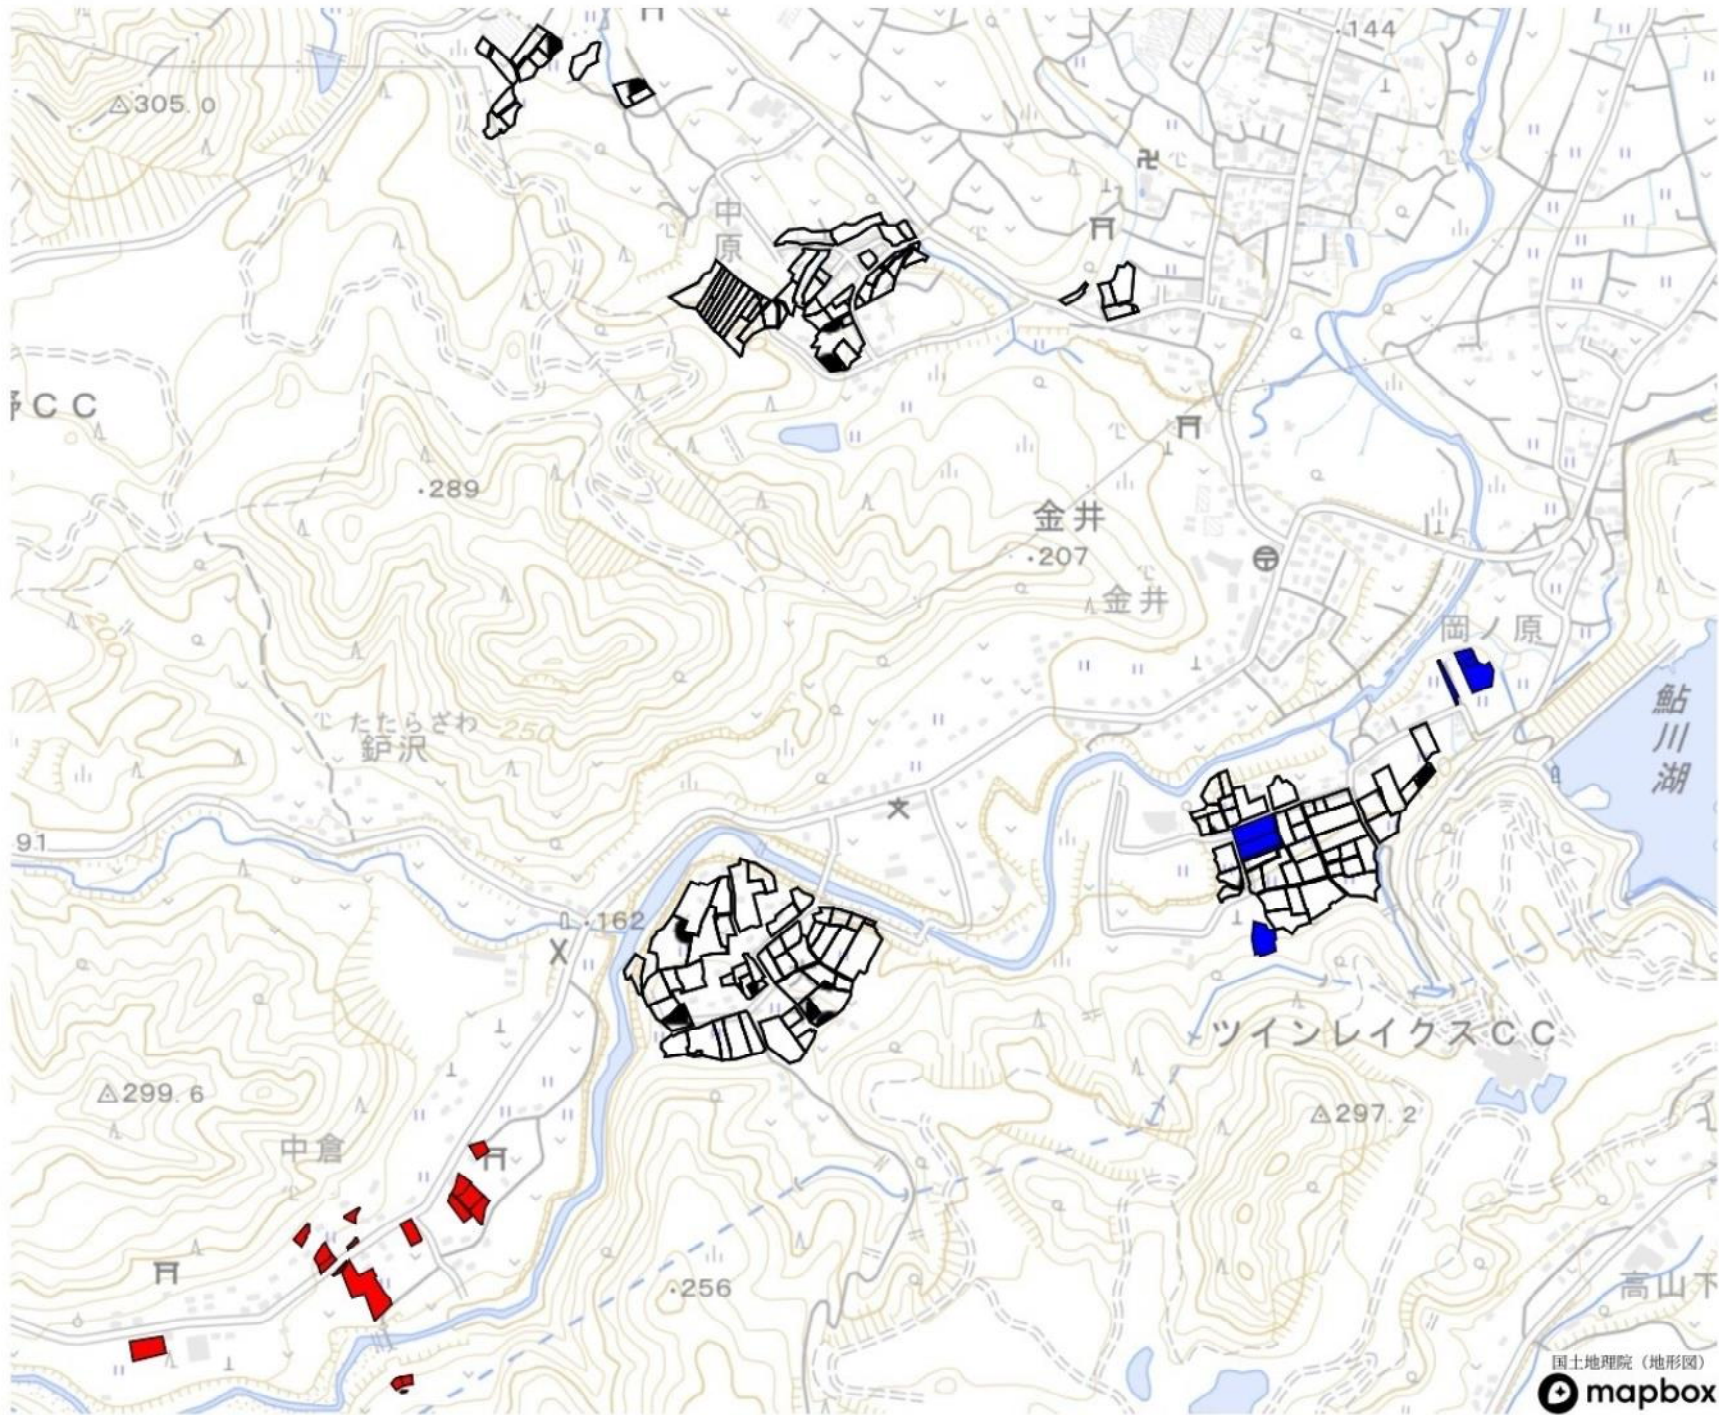 144
305.0
中原
CC
289
金井
207
金井
岡ノ原
鮎川湖
たたらざわ
鈩沢
250
200
91
162
ツインレイクスCC
299.6
297.2
中倉
256
高山下
国土地理院（地形図）
mapbox